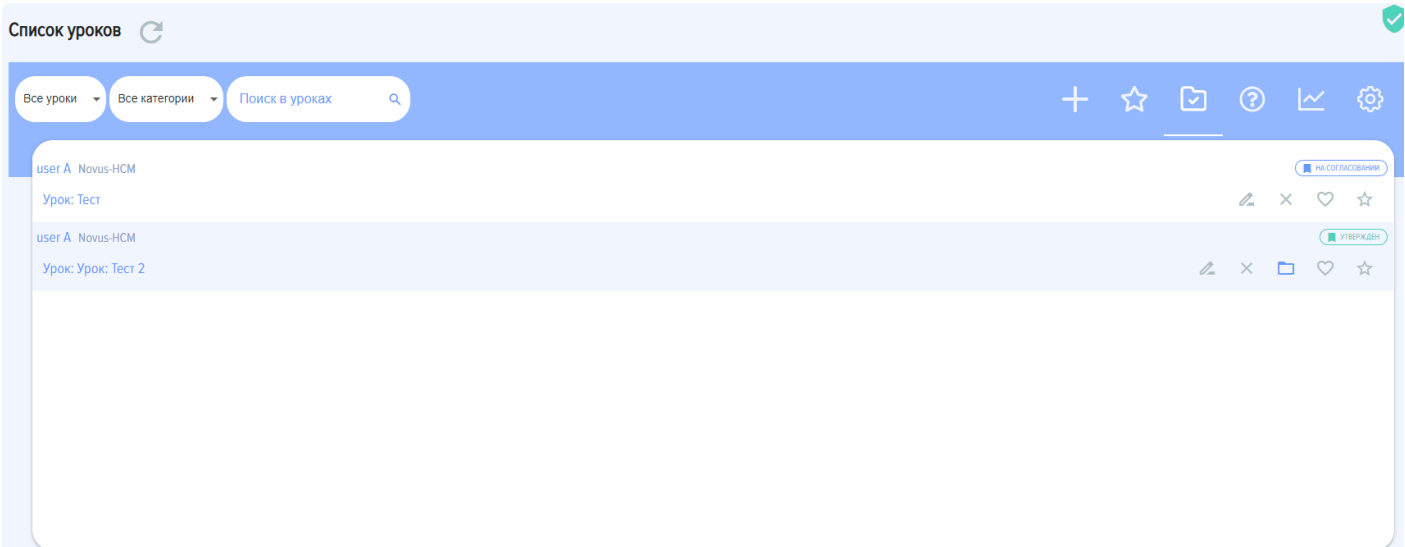 Список уроков
Все уроки Все категории Поиск в уроках
user A Novus-HCM НА СОГЛАСОВАНИИ
Урок: Тест
user A Novus-HCM УТВЕРЖДЕН
Урок: Урок: Тест 2